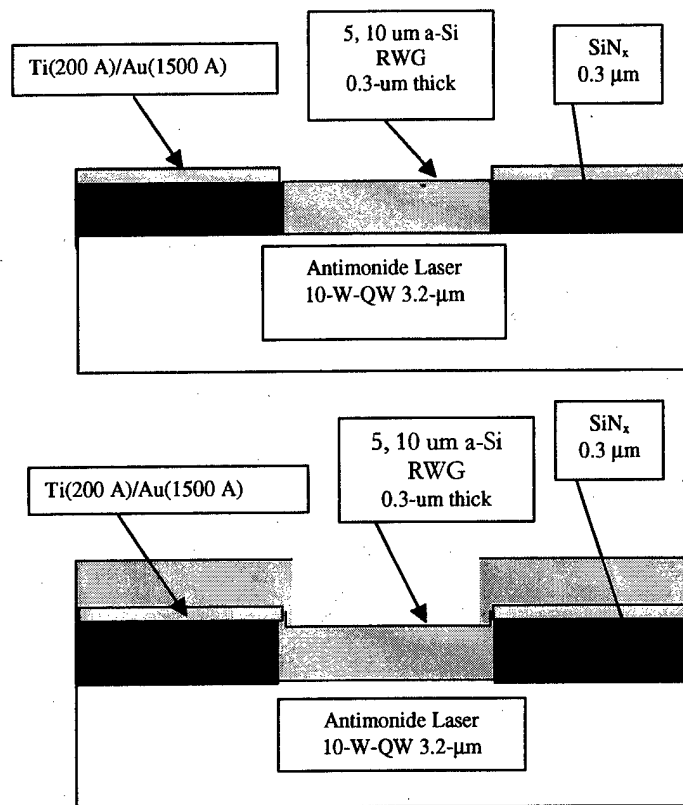 5, 10 um a-Si
RWG
0.3-um thick
SiNx
0.3 μm
Ti(200 A)/Au(1500 A)
Antimonide Laser
10-W-QW 3.2-μm
5, 10 um a-Si
RWG
0.3-um thick
SiNx
0.3 μm
Ti(200 A)/Au(1500 A)
Antimonide Laser
10-W-QW 3.2-μm